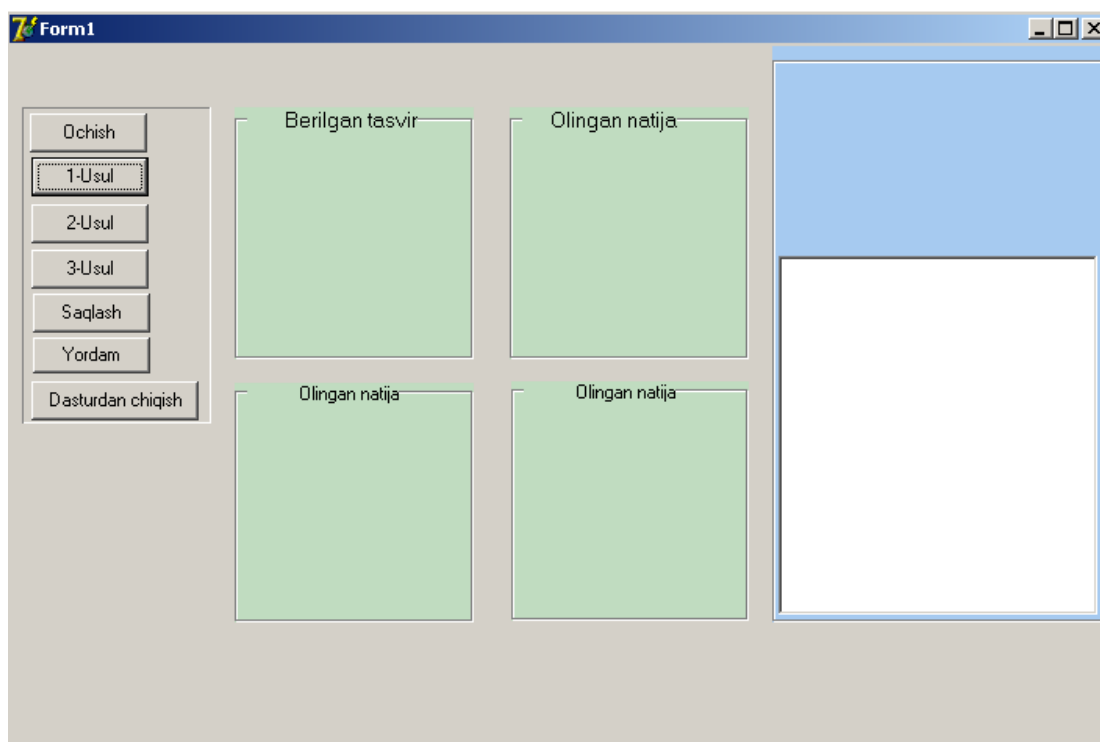 Form1
Ochish
1-Usul
2-Usul
3-Usul
Saqlash
Yordam
Dasturdan chiqish
Berilgan tasvir
Olingan natija
Olingan natija
Olingan natija